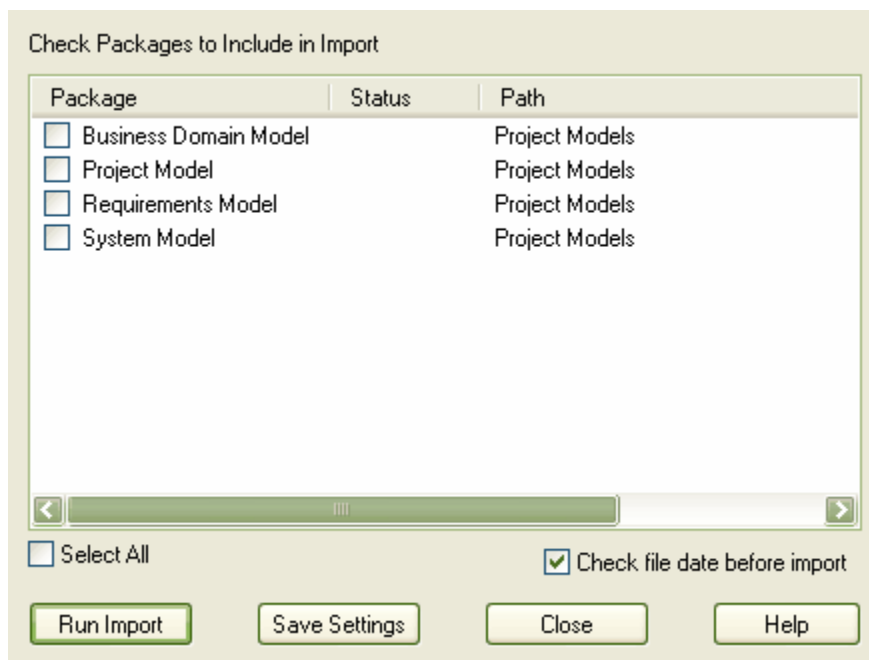 Check Packages to Include in Import
Package Status Path
Business Domain Model Project Models
Project Model Project Models
Requirements Model Project Models
System Model Project Models
Select All
Check file date before import
Run Import Save Settings Close Help